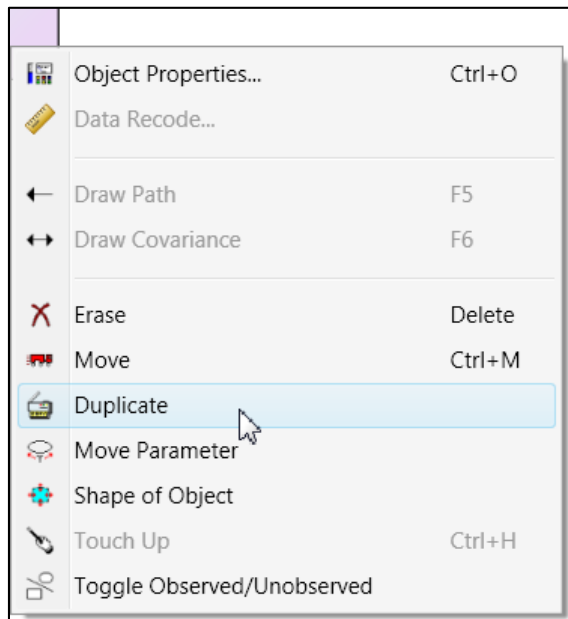 Object Properties... Ctrl+O
Data Recode...
Draw Path F5
Draw Covariance F6
Erase Delete
Move Ctrl+M
Duplicate
Move Parameter
Shape of Object
Touch Up Ctrl+H
Toggle Observed/Unobserved